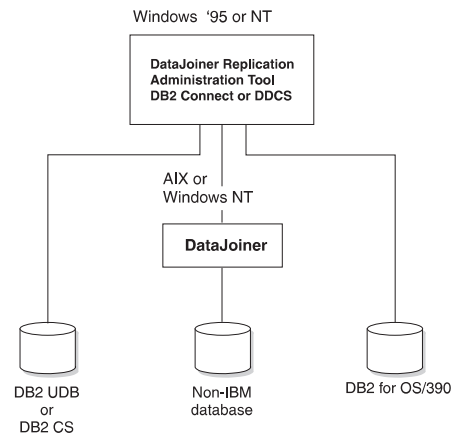 Windows '95 or NT
DataJoiner Replication
Administration Tool
DB2 Connect or DDCS
AIX or
Windows NT
DataJoiner
DB2 UDB
or
DB2 CS
Non-IBM
database
DB2 for OS/390